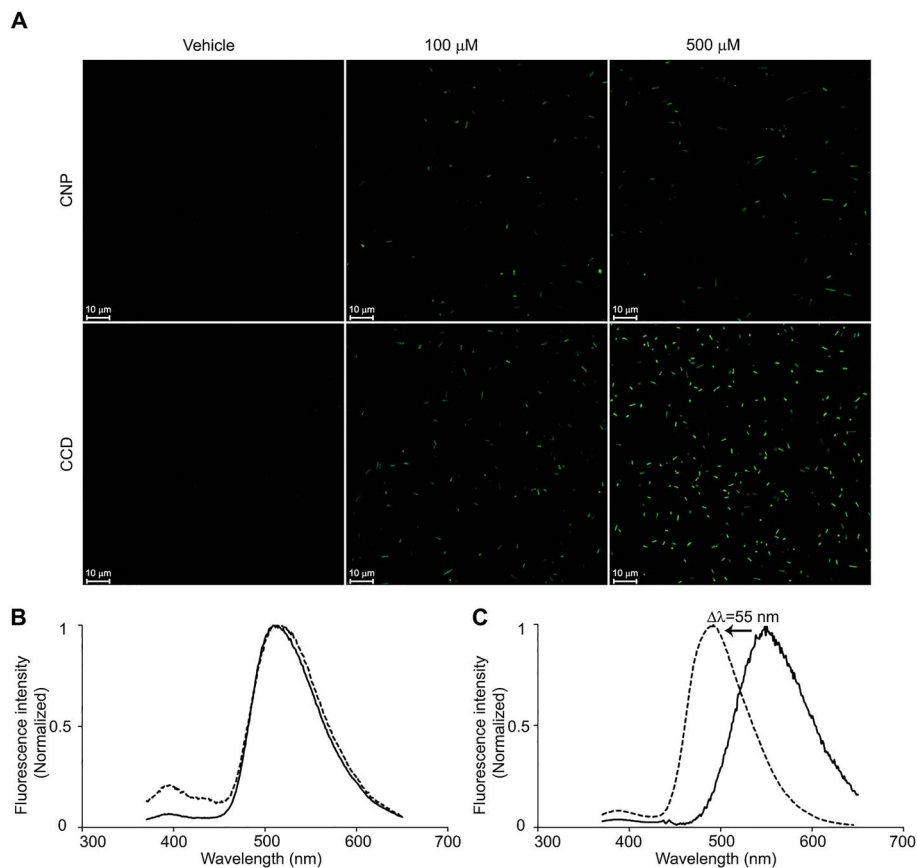 A
Vehicle 100 μM 500 μM
CNP
10 μm 10 μm 10 μm
CCD
10 μm 10 μm 10 μm
B
Fluorescence intensity
(Normalized)
1
0.5
0
300 400 500 600 700
Wavelength (nm)
C
Δλ=55 nm
Fluorescence intensity
(Normalized)
1
0.5
0
300 400 500 600 700
Wavelength (nm)